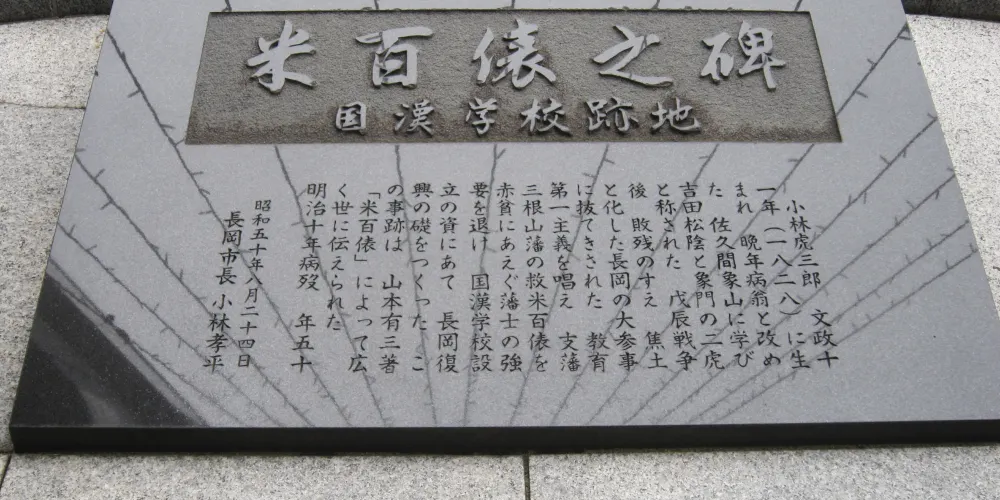 米百俵之碑
国漢学校跡地
小林虎三郎 文政十
一年(一八二八)に生
まれ 晩年病翁と改め
た 佐久間象山に学び
吉田松陰と象門の二虎
と称された 戊辰戦争
後 敗残のすえ 焦土
と化した長岡の大参事
に抜てきされた 教育
第一主義を唱え 支藩
三根山藩の救米百俵を
赤貧にあえぐ藩士の強
要を退け 国漢学校設
立の資にあて 長岡復
興の礎をつくった こ
の事跡は 山本有三著
「米百俵」によって広
く世に伝えられた
明治十年病歿 年五十
昭和五十年八月二十四日
長岡市長 小林孝平